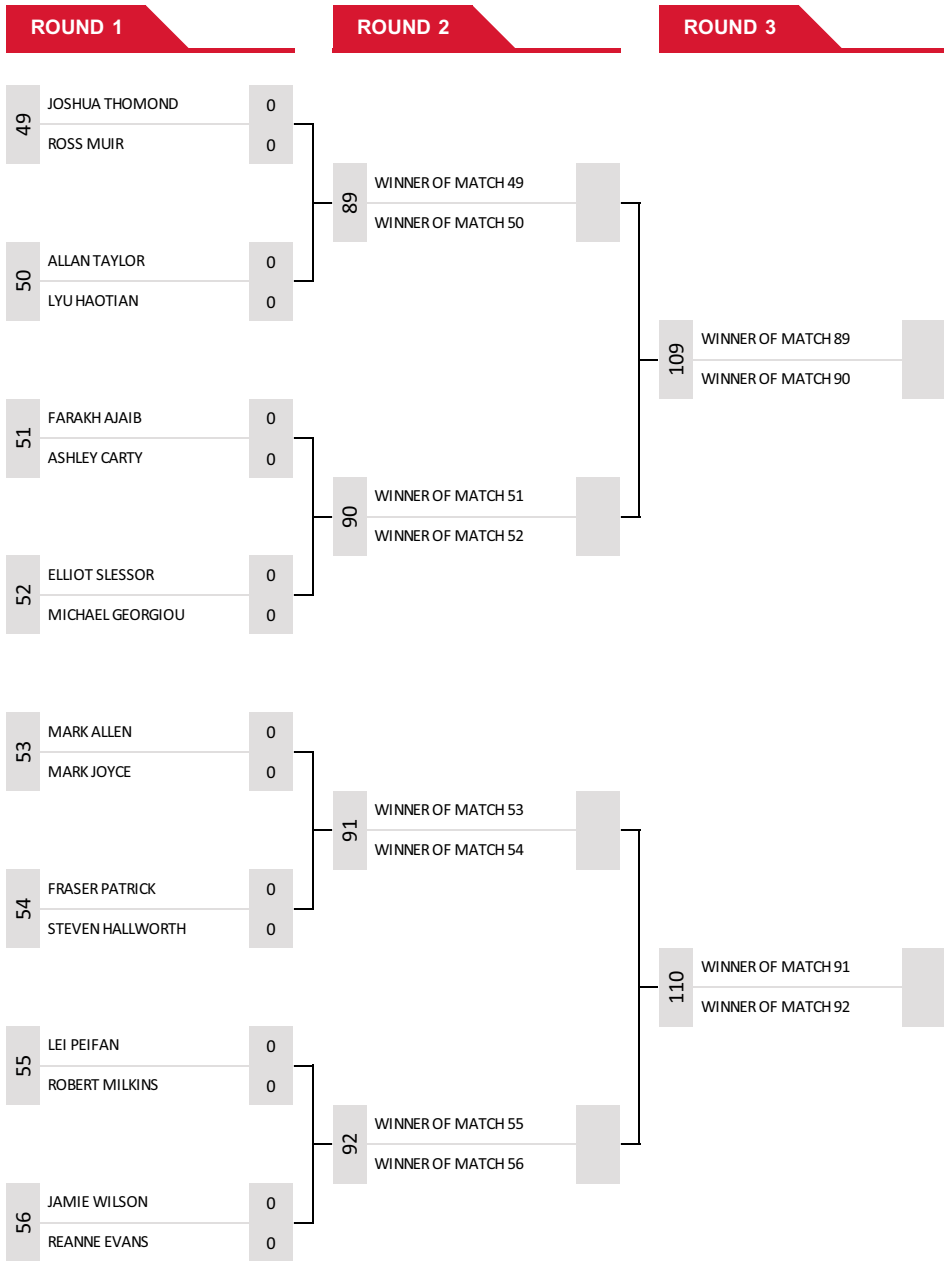 ROUND 1
ROUND 2
ROUND 3
49
JOSHUA THOMOND 0
ROSS MUIR 0
89
WINNER OF MATCH 49
WINNER OF MATCH 50
50
ALLAN TAYLOR 0
LYU HAOTIAN 0
109
WINNER OF MATCH 89
WINNER OF MATCH 90
51
FARAKH AJAIB 0
ASHLEY CARTY 0
90
WINNER OF MATCH 51
WINNER OF MATCH 52
52
ELLIOT SLESSOR 0
MICHAEL GEORGIOU 0
53
MARK ALLEN 0
MARK JOYCE 0
91
WINNER OF MATCH 53
WINNER OF MATCH 54
54
FRASER PATRICK 0
STEVEN HALLWORTH 0
110
WINNER OF MATCH 91
WINNER OF MATCH 92
55
LEI PEIFAN 0
ROBERT MILKINS 0
92
WINNER OF MATCH 55
WINNER OF MATCH 56
56
JAMIE WILSON 0
REANNE EVANS 0